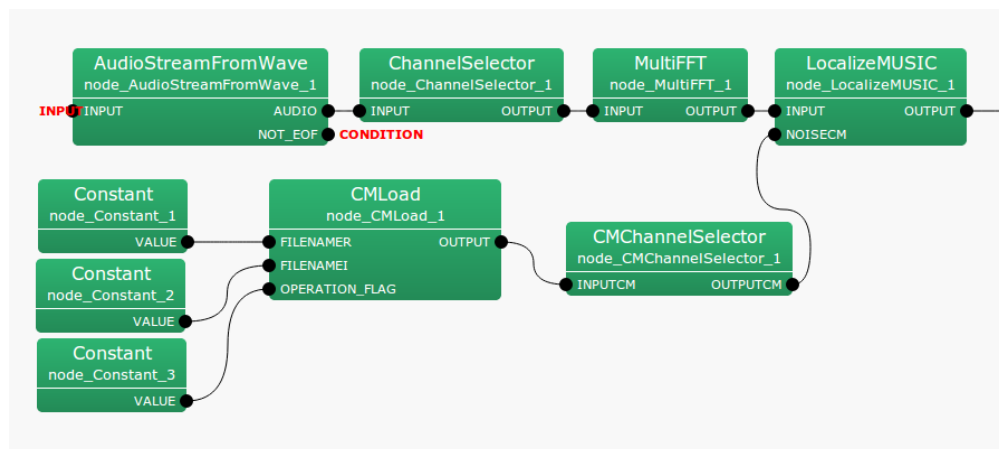 AudioStreamFromWave
node_AudioStreamFromWave_1
INPUT INPUT AUDIO
NOT_EOF CONDITION
ChannelSelector
node_ChannelSelector_1
INPUT OUTPUT
MultiFFT
node_MultiFFT_1
INPUT OUTPUT
LocalizeMUSIC
node_LocalizeMUSIC_1
INPUT OUTPUT
NOISECM
Constant
node_Constant_1
VALUE
Constant
node_Constant_2
VALUE
Constant
node_Constant_3
VALUE
CMLoad
node_CMLoad_1
FILENAMER OUTPUT
FILENAMEI
OPERATION_FLAG
CMChannelSelector
node_CMChannelSelector_1
INPUTCM OUTPUTCM